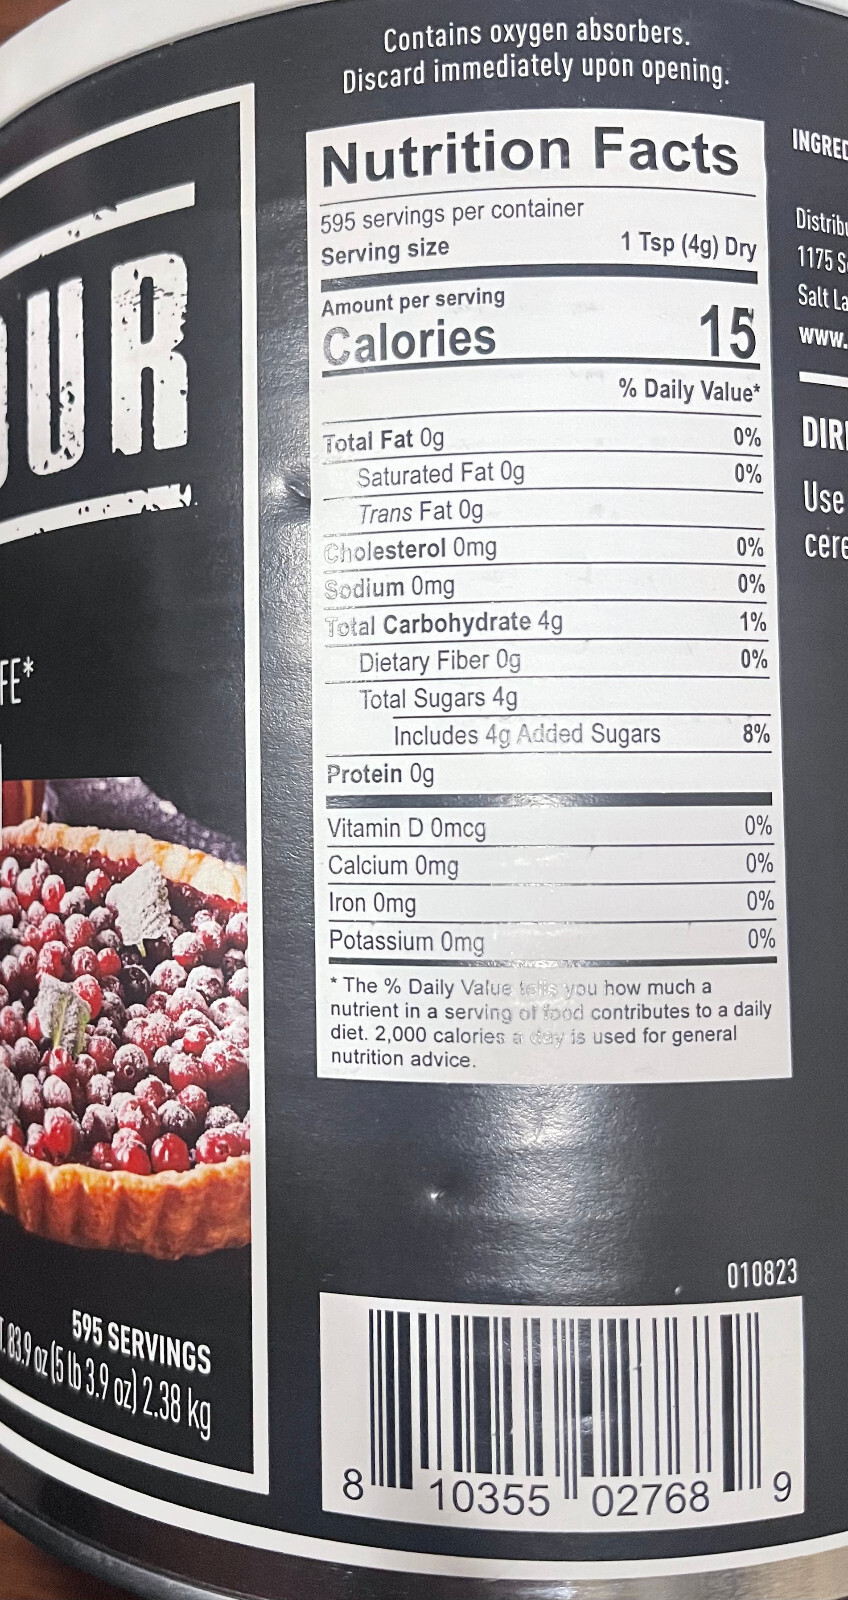 Contains oxygen absorbers.
Discard immediately upon opening.
Nutrition Facts
595 servings per container
Serving size 1 Tsp (4g) Dry
Amount per serving
Calories 15
% Daily Value*
Total Fat 0g 0%
Saturated Fat 0g 0%
Trans Fat 0g
Cholesterol 0mg 0%
Sodium 0mg 0%
Total Carbohydrate 4g 1%
Dietary Fiber 0g 0%
Total Sugars 4g
Includes 4g Added Sugars 8%
Protein 0g
Vitamin D 0mcg 0%
Calcium 0mg 0%
Iron 0mg 0%
Potassium 0mg 0%
* The % Daily Value tells you how much a
nutrient in a serving of food contributes to a daily
diet. 2,000 calories a day is used for general
nutrition advice.
010823
8 10355 02768 9
UR
FE*
595 SERVINGS
83.9 oz (5 lb 3.9 oz) 2.38 kg
INGRED
Distribu
1175 S
Salt La
www.
DIR
Use
cere